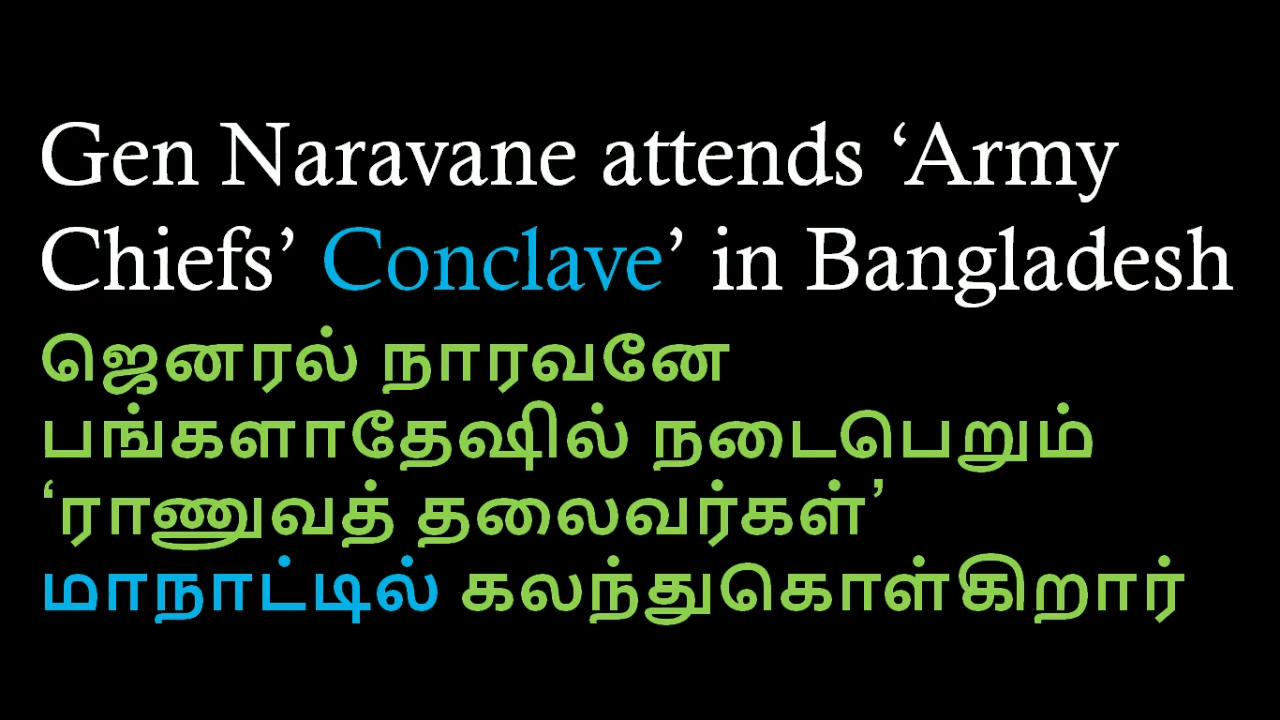 Gen Naravane attends ‘Army
Chiefs’ Conclave’ in Bangladesh
ஜெனரல் நாரவனே
பங்களாதேஷில் நடைபெறும்
‘ராணுவத் தலைவர்கள்’
மாநாட்டில் கலந்துகொள்கிறார்